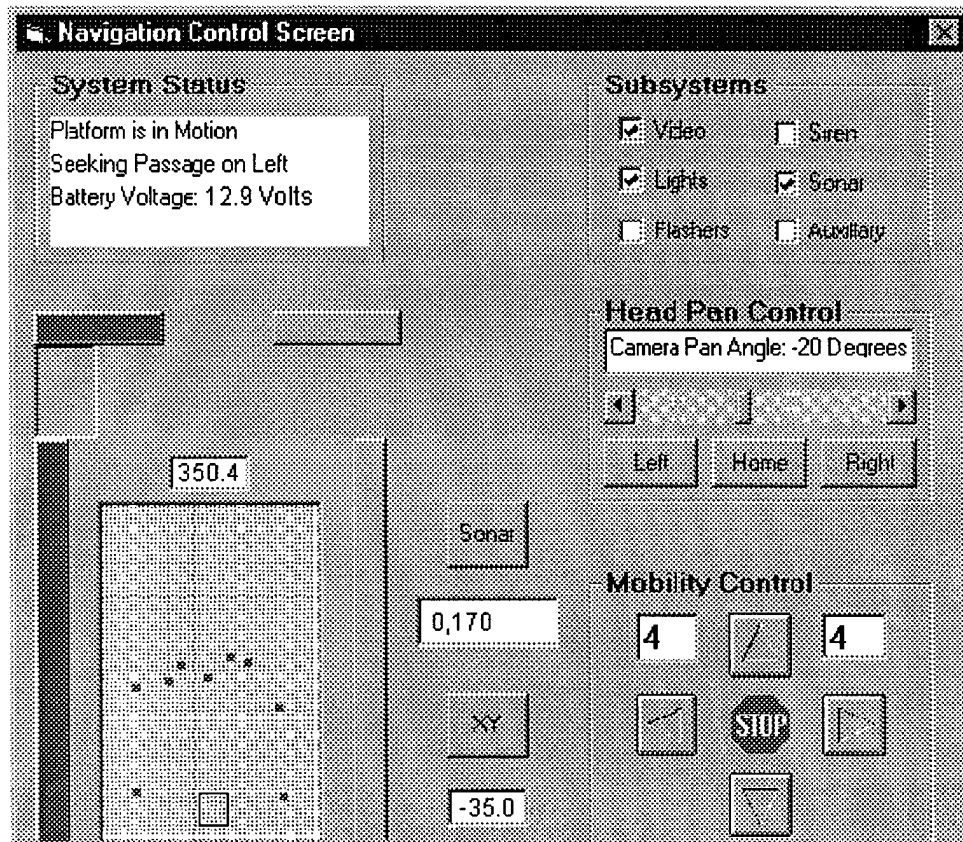 Navigation Control Screen
System Status
Platform is in Motion
Seeking Passage on Left
Battery Voltage: 12.9 Volts
Subsystems
Video
Siren
Lights
Sonar
Flashers
Auxillary
Head Pan Control
Camera Pan Angle: -20 Degrees
Left
Home
Right
350.4
Sonar
0,170
XY
-35.0
Mobility Control
4
4
STOP